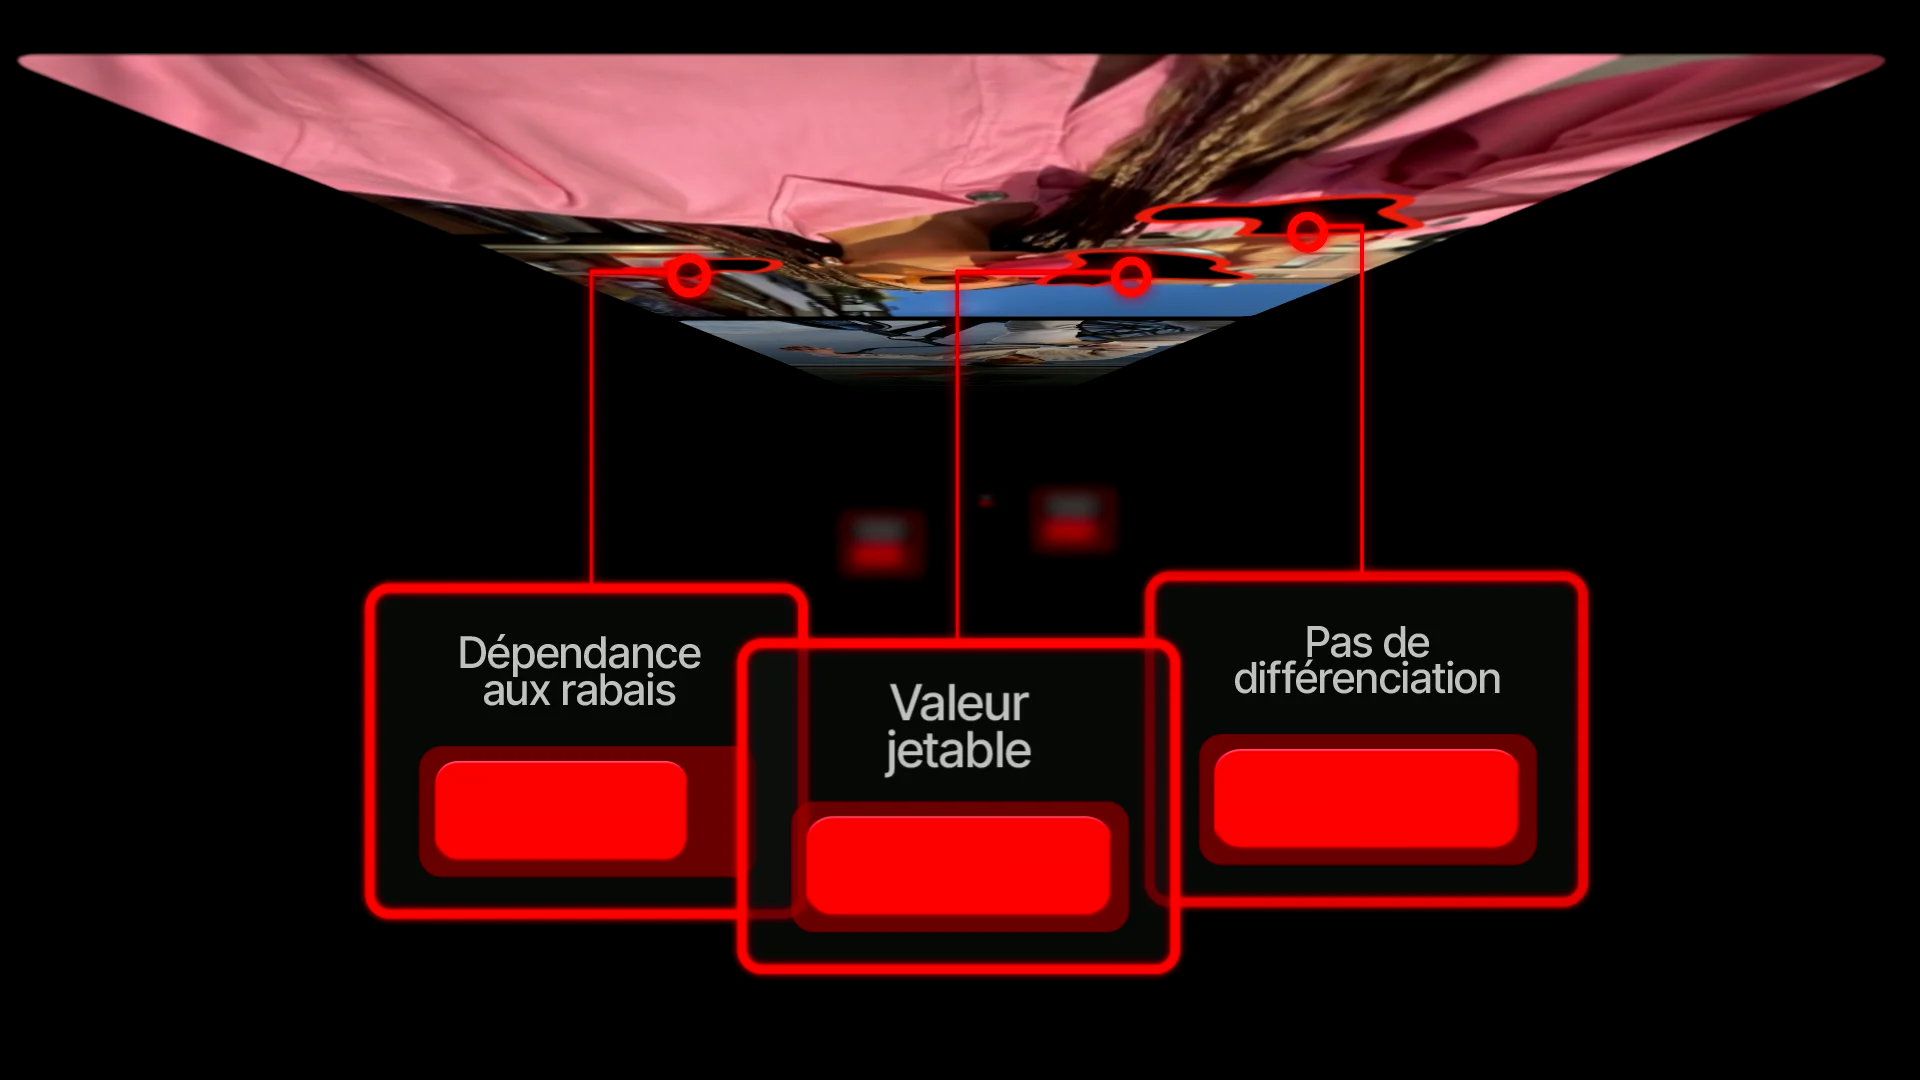 Dépendance
aux rabais
Valeur
jetable
Pas de
différenciation